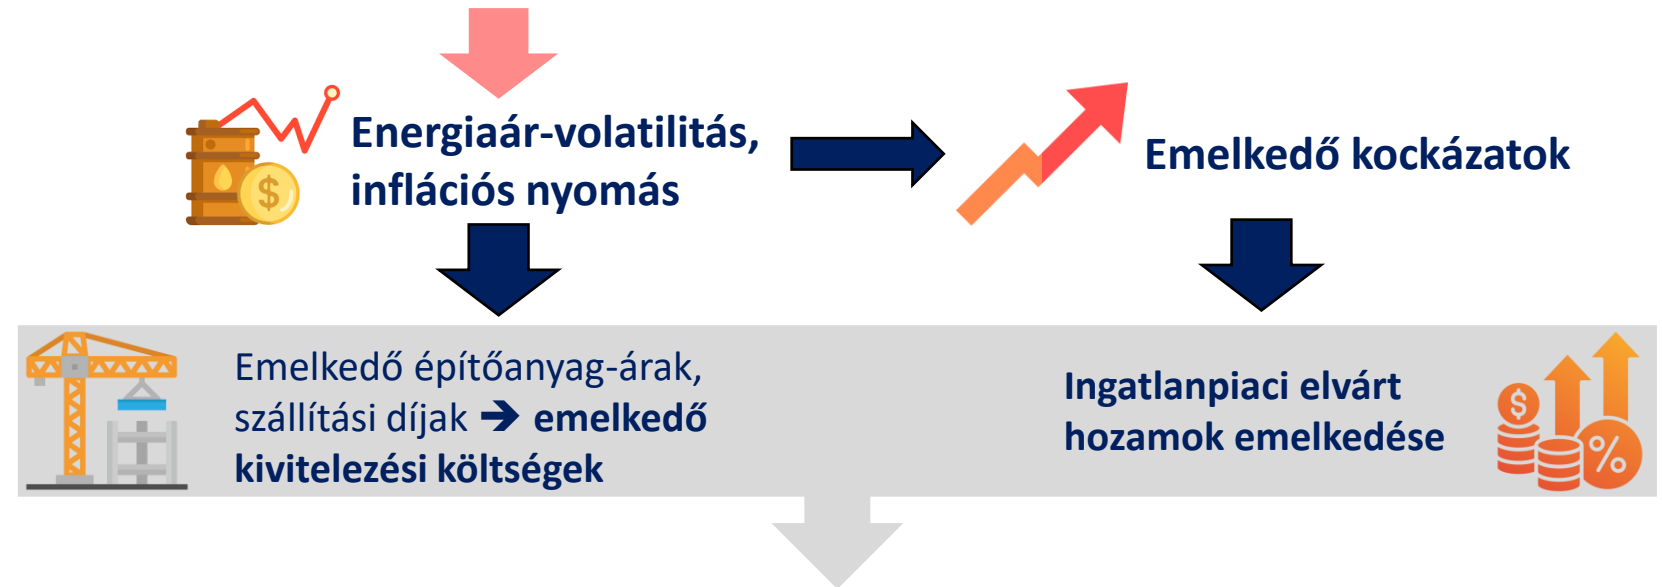 Energiaár-volatilitás,
inflációs nyomás
Emelkedő kockázatok
Emelkedő építőanyag-árak,
szállítási díjak ➔ emelkedő
kivitelezési költségek
Ingatlanpiaci elvárt
hozamok emelkedése
$
$
%